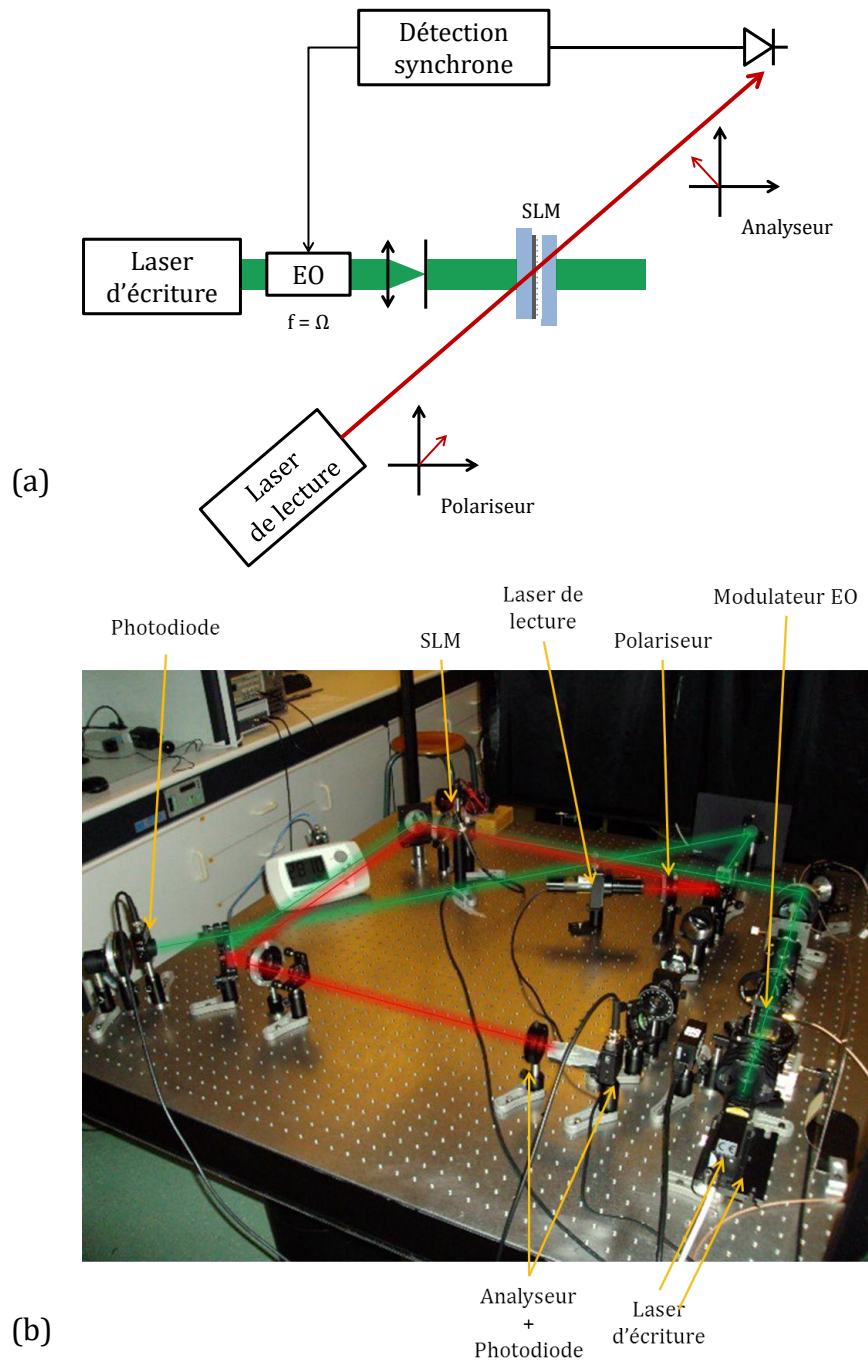 Détection
synchrone
SLM
Analyseur
Laser
d'écriture
EO
f = Ω
Laser
de lecture
Polariseur
(a)
Laser de
lecture
Modulateur EO
Photodiode
SLM
Polariseur
Analyseur
+
Photodiode
Laser
d'écriture
(b)